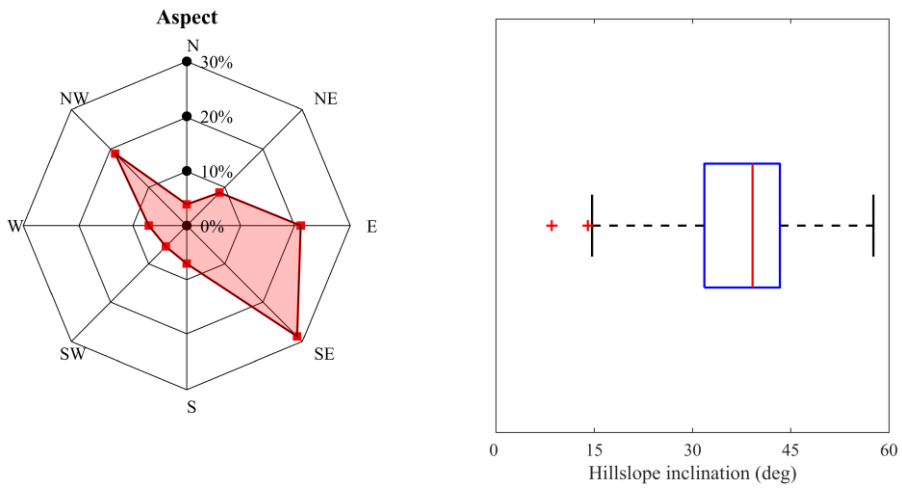 Aspect
N
30%
NW
NE
20%
10%
W
0%
E
SW
SE
S
0
15
30
45
60
Hillslope inclination (deg)